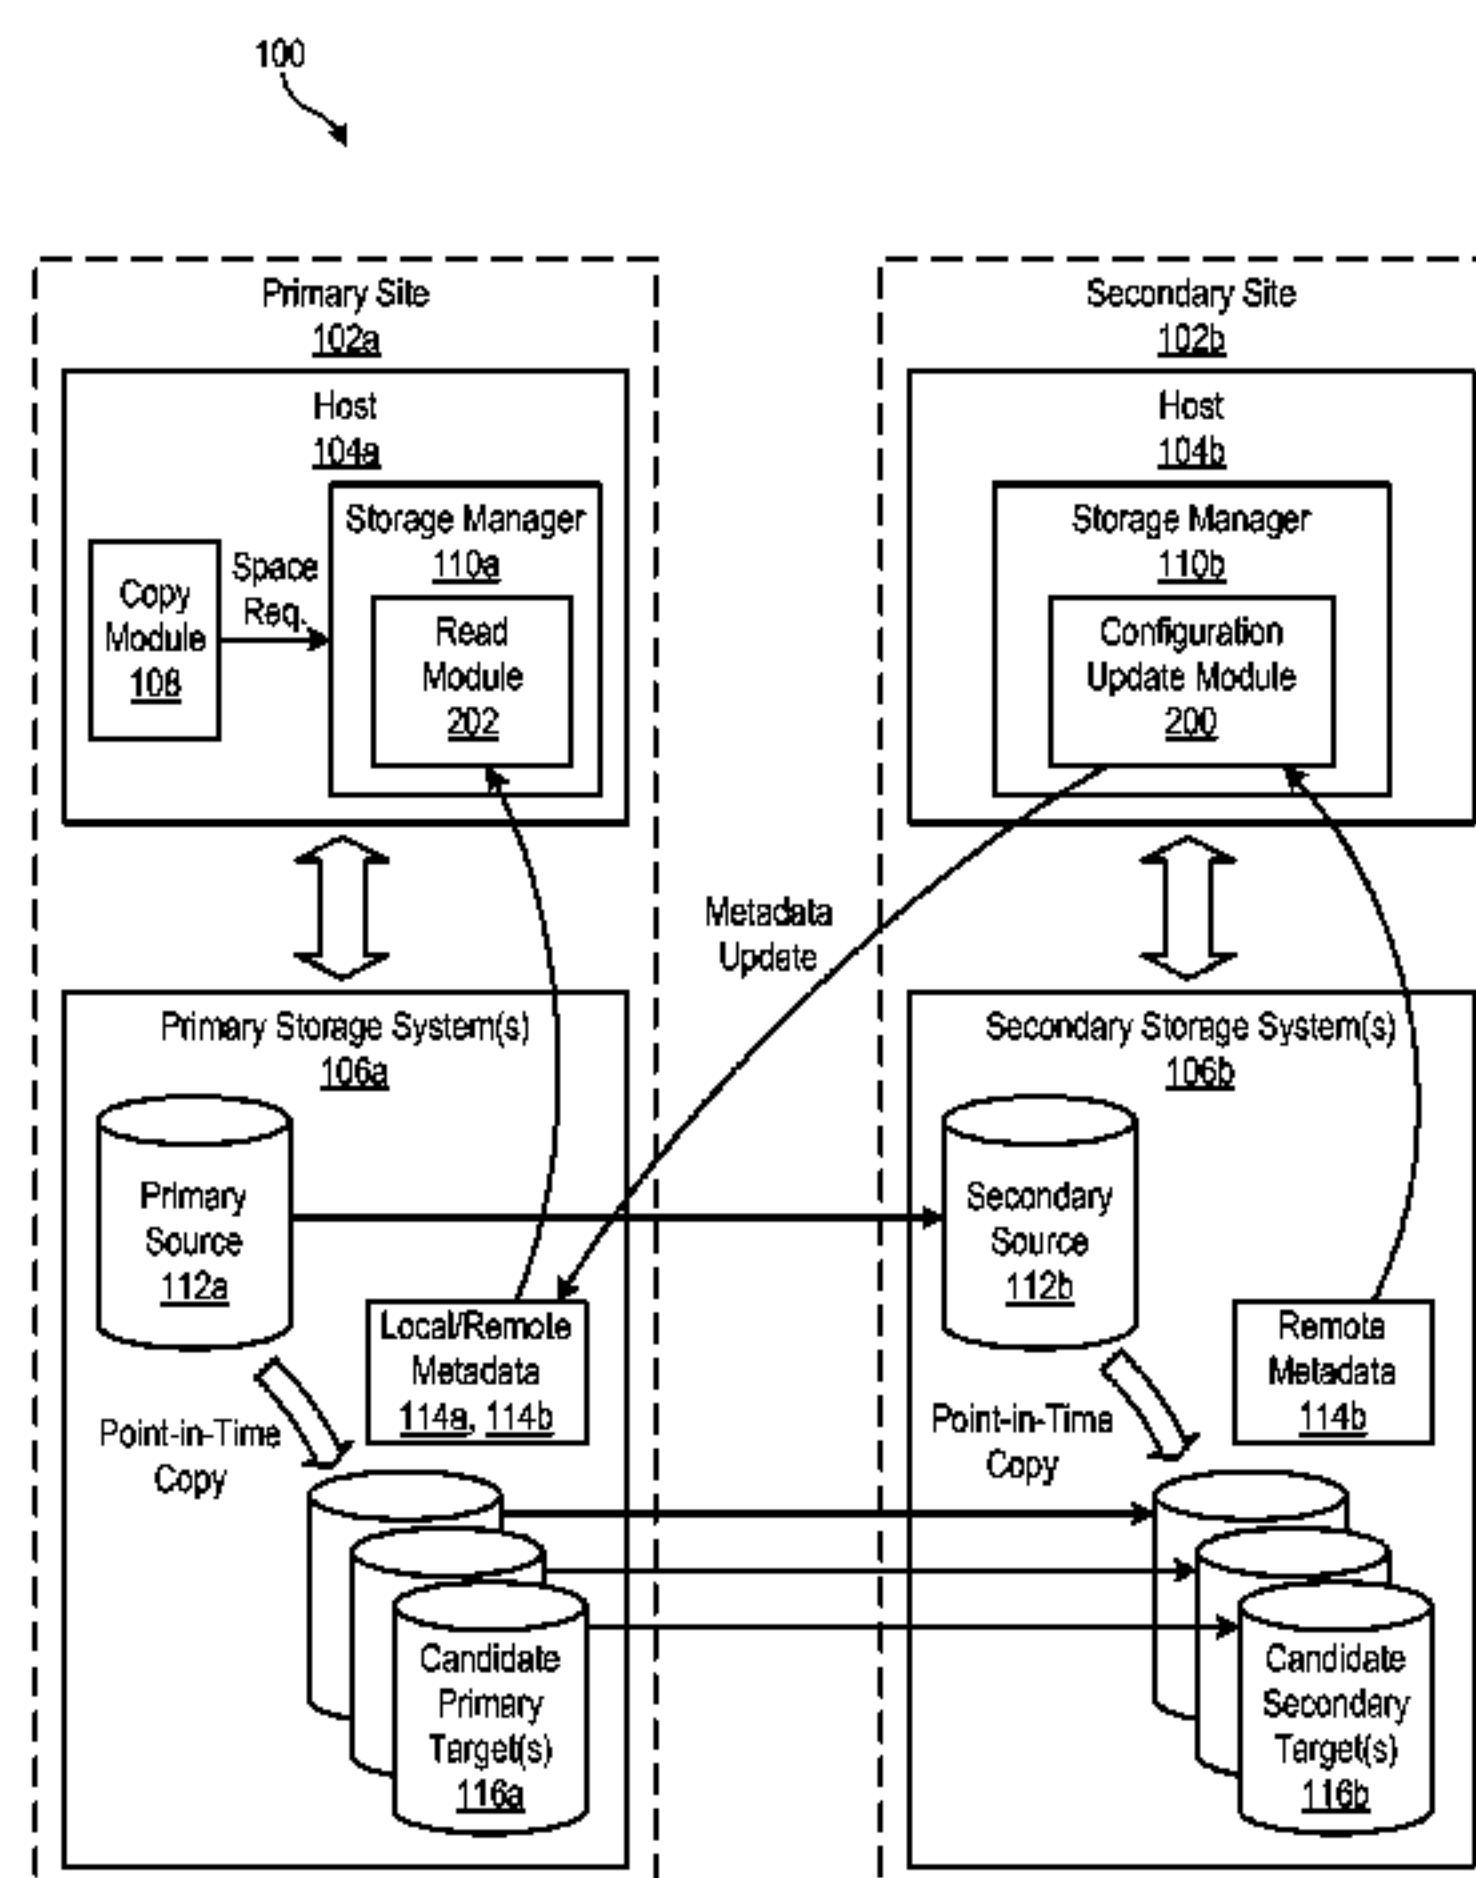 100
Primary Site
102a
Host
104a
Copy
Module
108
Space
Req.
Storage Manager
110a
Read
Module
202
Primary Storage System(s)
106a
Primary
Source
112a
Local/Remote
Metadata
114a, 114b
Point-in-Time
Copy
Candidate
Primary
Target(s)
116a
Metadata
Update
Secondary Site
102b
Host
104b
Storage Manager
110b
Configuration
Update Module
200
Secondary Storage System(s)
106b
Secondary
Source
112b
Remote
Metadata
114b
Point-in-Time
Copy
Candidate
Secondary
Target(s)
116b